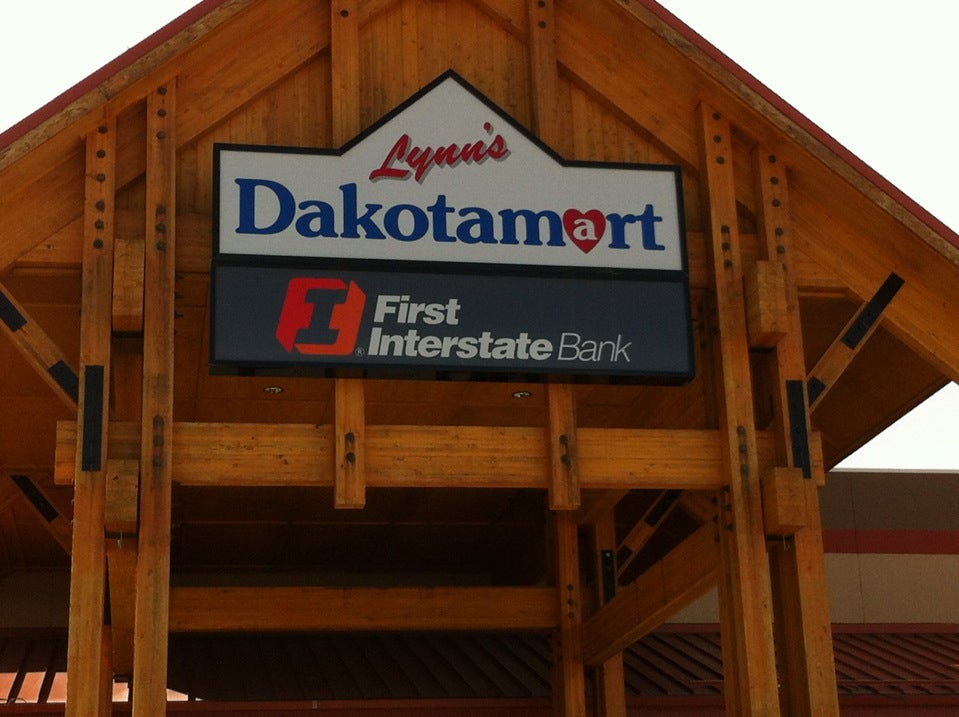 Lynn's
Dakotamart
I
First
Interstate Bank
®